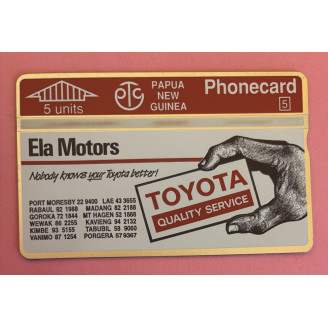 5 units
PTC
PAPUA
NEW
GUINEA
Phonecard
5
Ela Motors
Nobody knows your Toyota better!
PORT MORESBY 22 9400 LAE 43 3655
RABAUL 92 1988 MADANG 82 2188
GOROKA 72 1844 MT HAGEN 52 1888
WEWAK 86 2255 KAVIENG 94 2132
KIMBE 93 5155 TABUBIL 58 9060
VANIMO 87 1254 PORGERA 57 9367
TOYOTA
QUALITY SERVICE